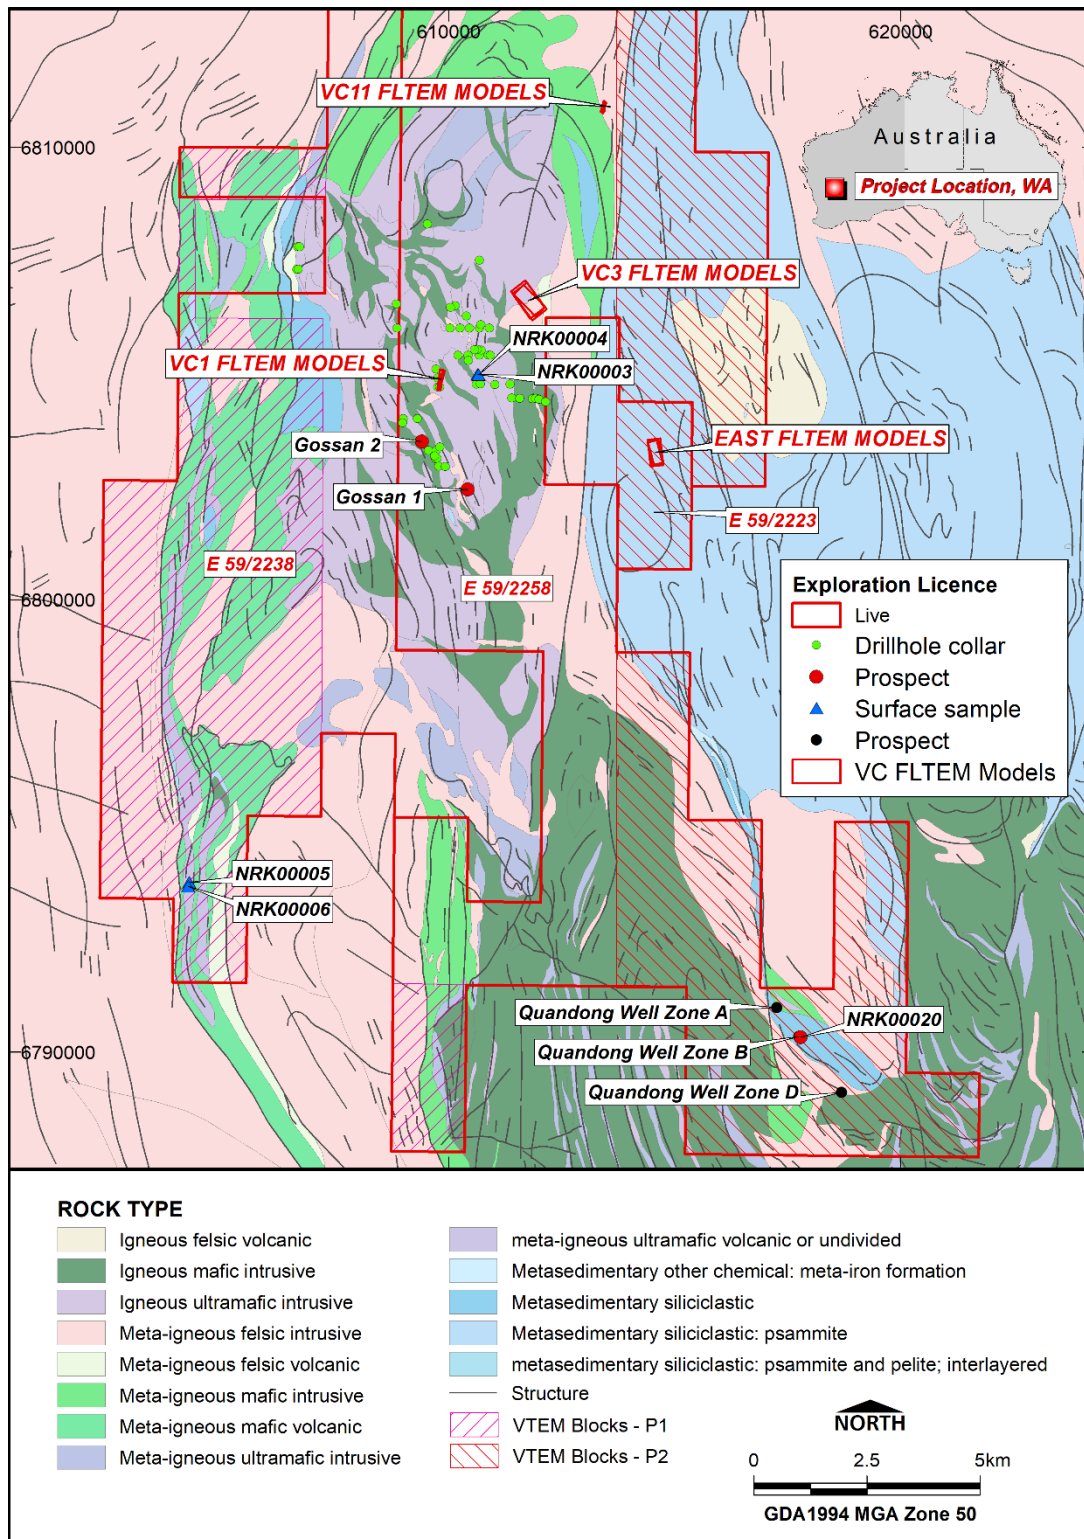 610000
620000
VC11 FLTEM MODELS
6810000
Australia
Project Location, WA
VC3 FLTEM MODELS
NRK00004
VC1 FLTEM MODELS
NRK00003
Gossan 2
EAST FLTEM MODELS
Gossan 1
E 59/2223
E 59/2238
E 59/2258
6800000
Exploration Licence
Live
Drillhole collar
Prospect
Surface sample
Prospect
VC FLTEM Models
NRK00005
NRK00006
Quandong Well Zone A
NRK00020
Quandong Well Zone B
6790000
Quandong Well Zone D
ROCK TYPE
Igneous felsic volcanic
Igneous mafic intrusive
Igneous ultramafic intrusive
Meta-igneous felsic intrusive
Meta-igneous felsic volcanic
Meta-igneous mafic intrusive
Meta-igneous mafic volcanic
Meta-igneous ultramafic intrusive
meta-igneous ultramafic volcanic or undivided
Metasedimentary other chemical: meta-iron formation
Metasedimentary siliciclastic
Metasedimentary siliciclastic: psammite
metasedimentary siliciclastic: psammite and pelite; interlayered
Structure
VTEM Blocks - P1
VTEM Blocks - P2
NORTH
0 2.5 5km
GDA1994 MGA Zone 50